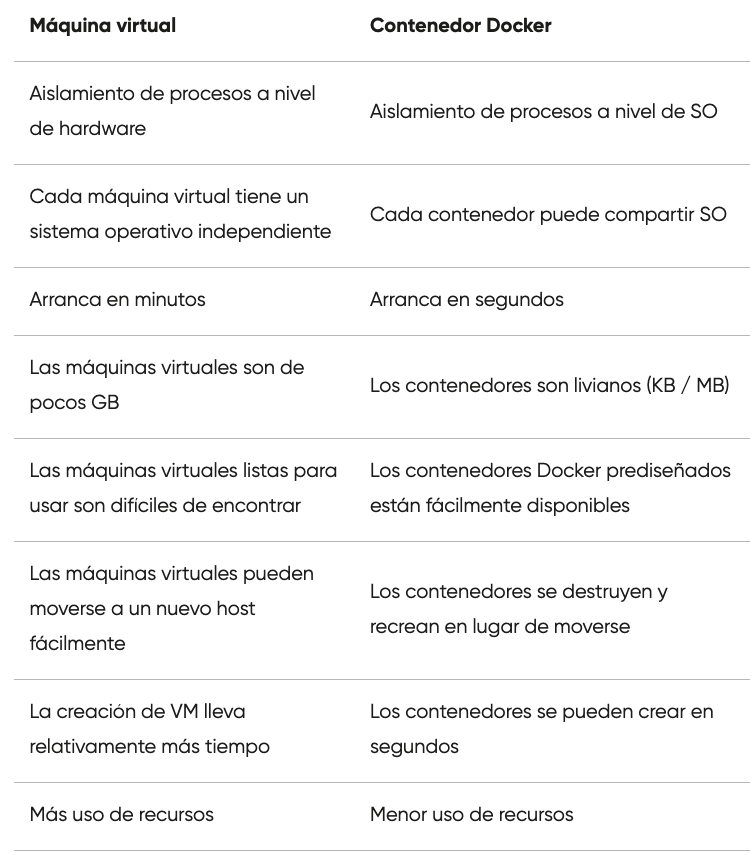 Máquina virtual
Contenedor Docker
Aislamiento de procesos a nivel
de hardware
Aislamiento de procesos a nivel de SO
Cada máquina virtual tiene un
sistema operativo independiente
Cada contenedor puede compartir SO
Arranca en minutos
Arranca en segundos
Las máquinas virtuales son de
pocos GB
Los contenedores son livianos (KB / MB)
Las máquinas virtuales listas para
usar son difíciles de encontrar
Los contenedores Docker prediseñados
están fácilmente disponibles
Las máquinas virtuales pueden
moverse a un nuevo host
fácilmente
Los contenedores se destruyen y
recrean en lugar de moverse
La creación de VM lleva
relativamente más tiempo
Los contenedores se pueden crear en
segundos
Más uso de recursos
Menor uso de recursos